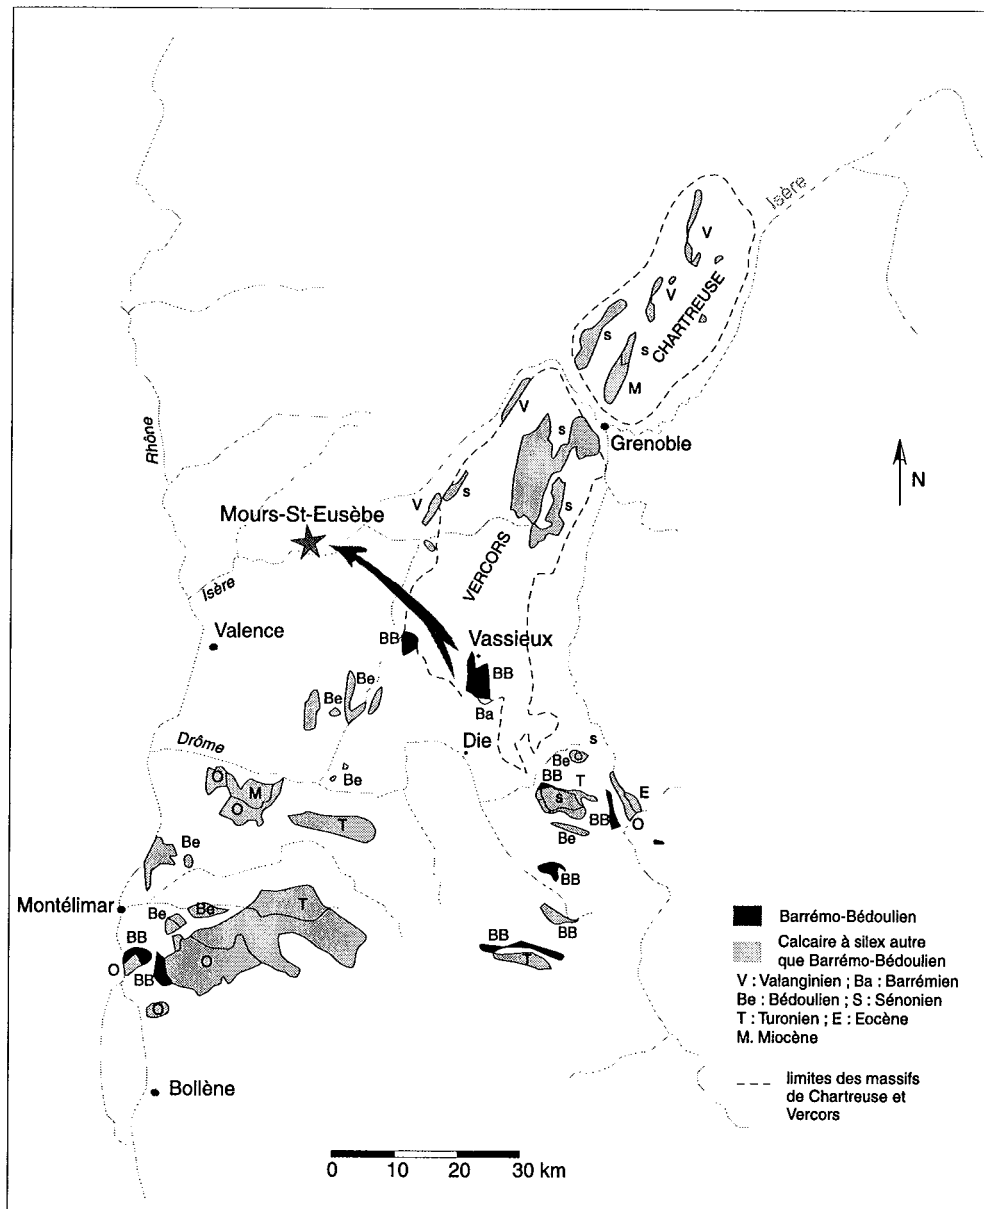 Isère
V
V
CHARTREUSE
s
s
M
V
s
Grenoble
Rhône
N
V
s
s
Mours-St-Eusèbe
VERCORS
Isère
Valence
BB
Vassieux
BB
Be
Be
Ba
Drôme
Die
s
Be
O
Be
BB
T
O
M
s
E
O
T
BB
O
Be
Be
BB
Montélimar
Be
Be
T
BB
BB
BB
O
O
T
BB
O
Bollène
Barrémo-Bédoulien
Calcaire à silex autre
que Barrémo-Bédoulien
V : Valanginien ; Ba : Barrémien
Be : Bédoulien ; S : Sénonien
T : Turonien ; E : Eocène
M. Miocène
limites des massifs
de Chartreuse et
Vercors
0 10 20 30 km